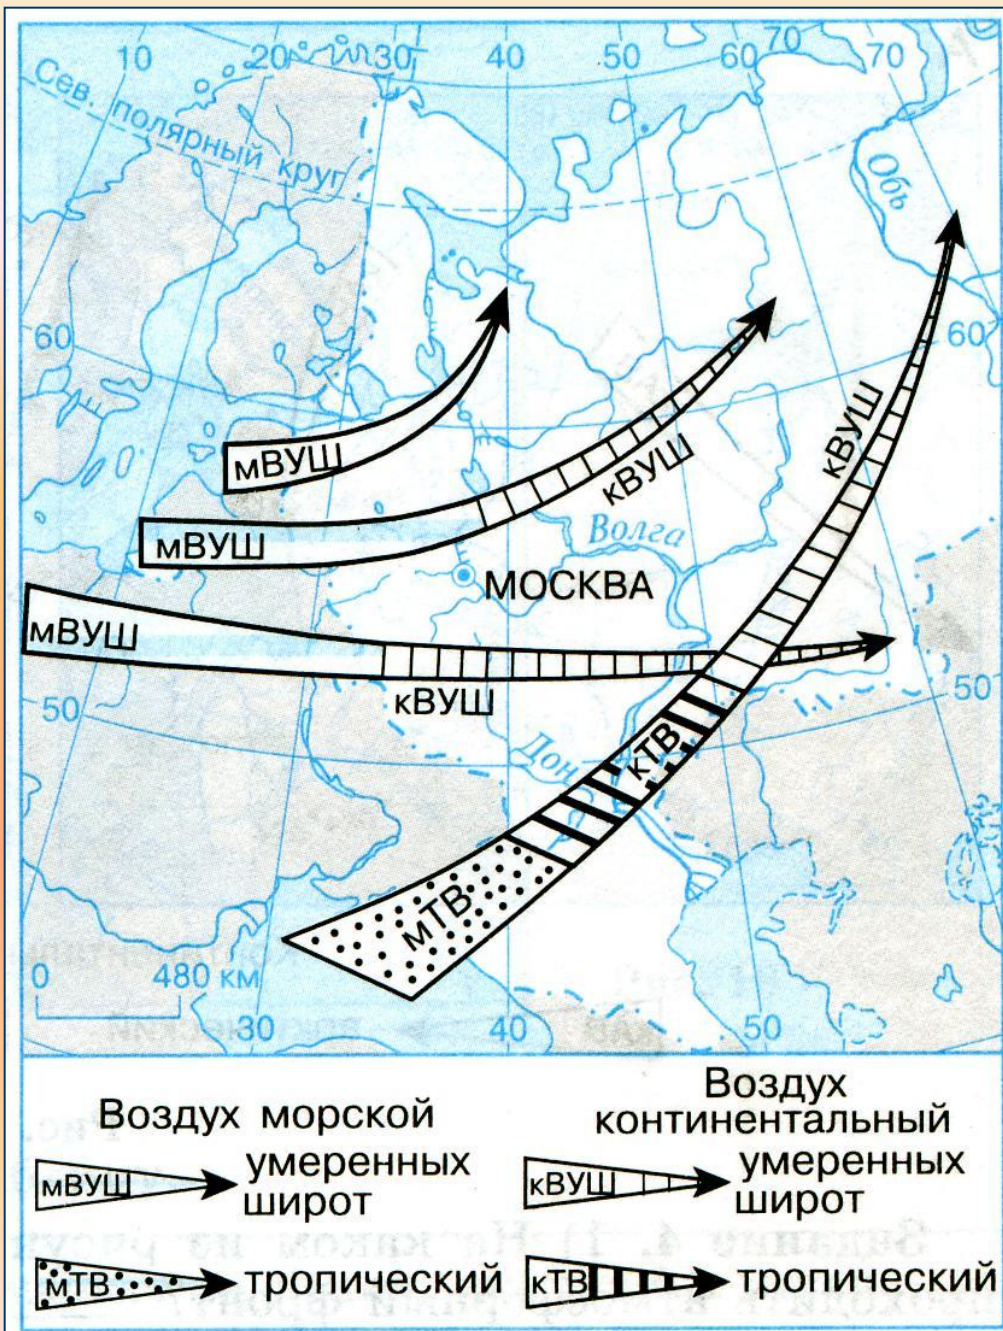 10
20
30
40
50
60
70
70
Сев. полярный круг
Обь
60
60
мВУШ
кВУШ
кВУШ
мВУШ
Волга
МОСКВА
мВУШ
кВУШ
50
50
Дон
кТВ
мТВ
0 480 км
30
40
50
Воздух морской
Воздух
континентальный
мВУШ умеренных
широт
кВУШ умеренных
широт
мТВ тропический
кТВ тропический